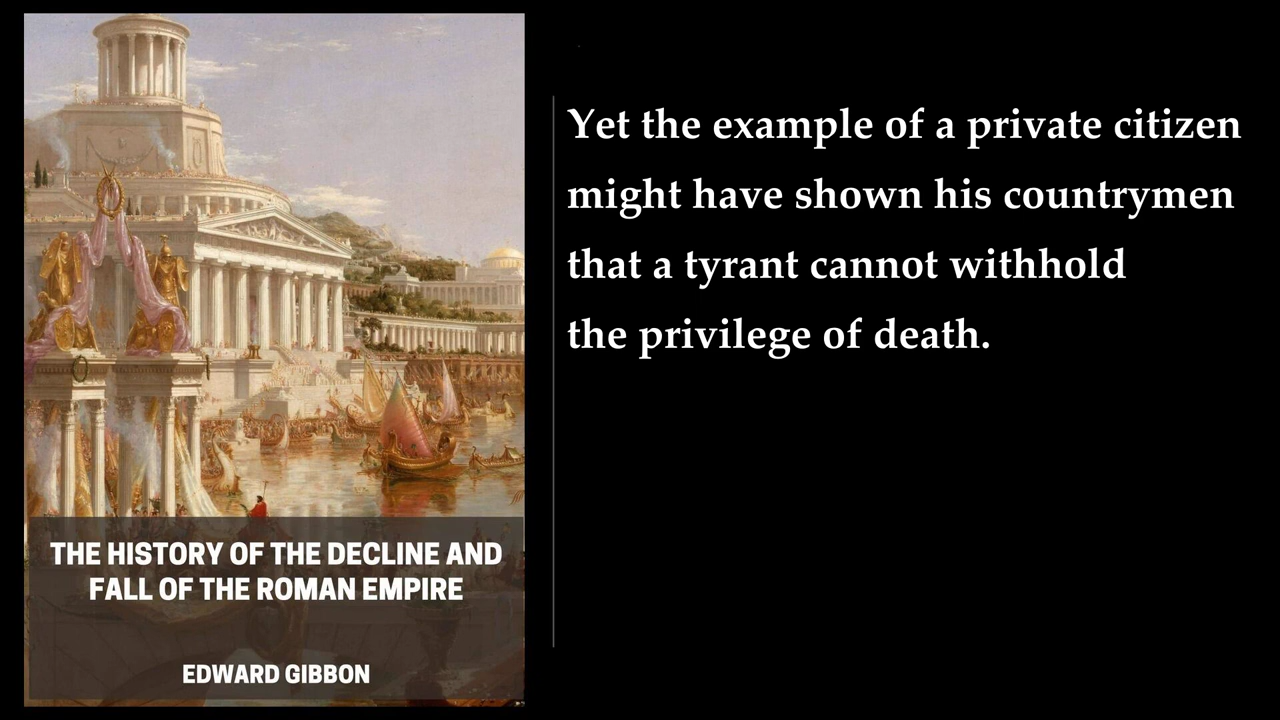 Yet the example of a private citizen
might have shown his countrymen
that a tyrant cannot withhold
the privilege of death.
THE HISTORY OF THE DECLINE AND
FALL OF THE ROMAN EMPIRE
EDWARD GIBBON